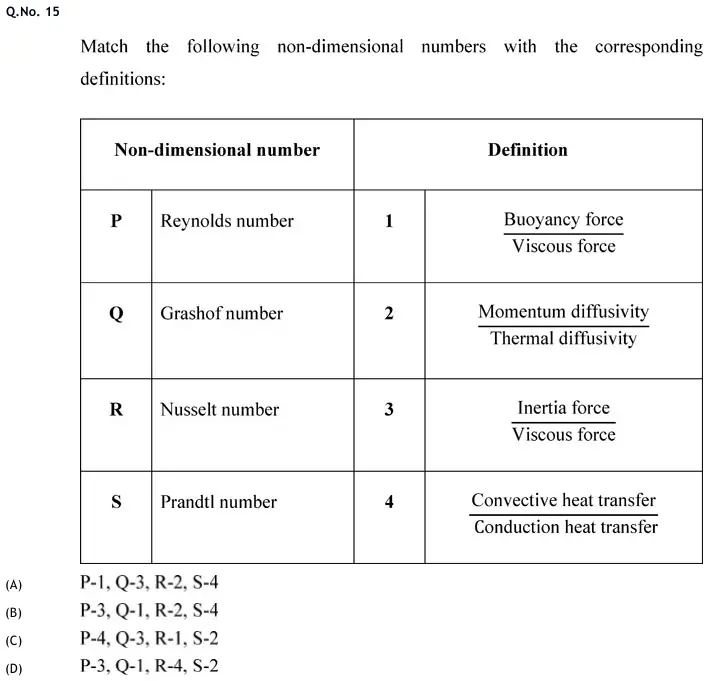 Q.No. 15
Match the following non-dimensional numbers with the corresponding
definitions:
Non-dimensional number Definition
P Reynolds number 1 Buoyancy force
Viscous force
Q Grashof number 2 Momentum diffusivity
Thermal diffusivity
R Nusselt number 3 Inertia force
Viscous force
S Prandtl number 4 Convective heat transfer
Conduction heat transfer
(A) P-1, Q-3, R-2, S-4
(B) P-3, Q-1, R-2, S-4
(C) P-4, Q-3, R-1, S-2
(D) P-3, Q-1, R-4, S-2